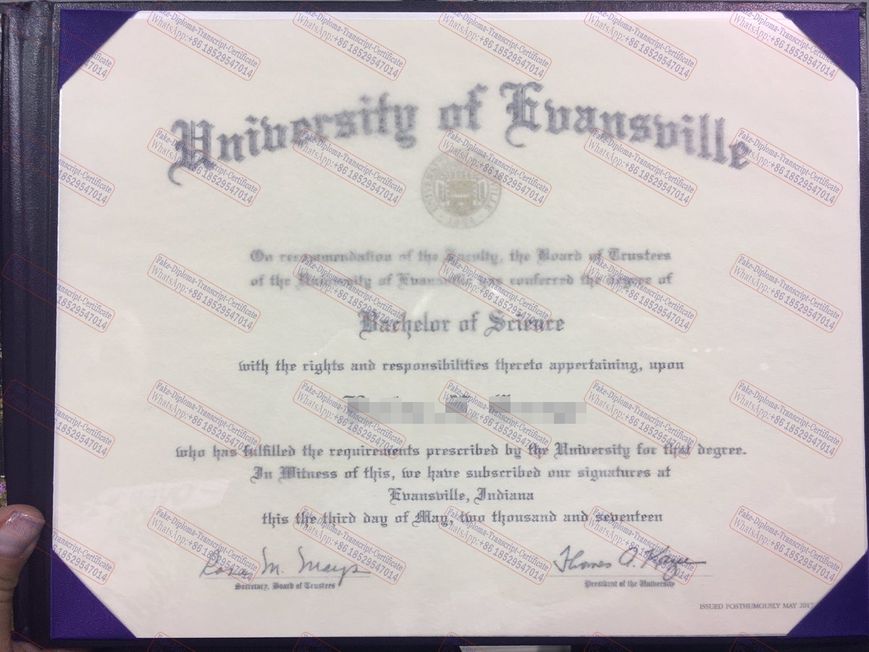 University of Evansville
On recommendation of the Faculty, the Board of Trustees
of the University of Evansville has conferred the degree of
Bachelor of Science
with the rights and responsibilities thereto appertaining, upon
who has fulfilled the requirements prescribed by the University for that degree.
In Witness of this, we have subscribed our signatures at
Evansville, Indiana
this the third day of May, two thousand and seventeen
Secretary, Board of Trustees
President of the University
ISSUED POSTHUMOUSLY MAY 2017
Fake-Diploma-Transcript-Certificate
WhatsApp:+86 18529547014